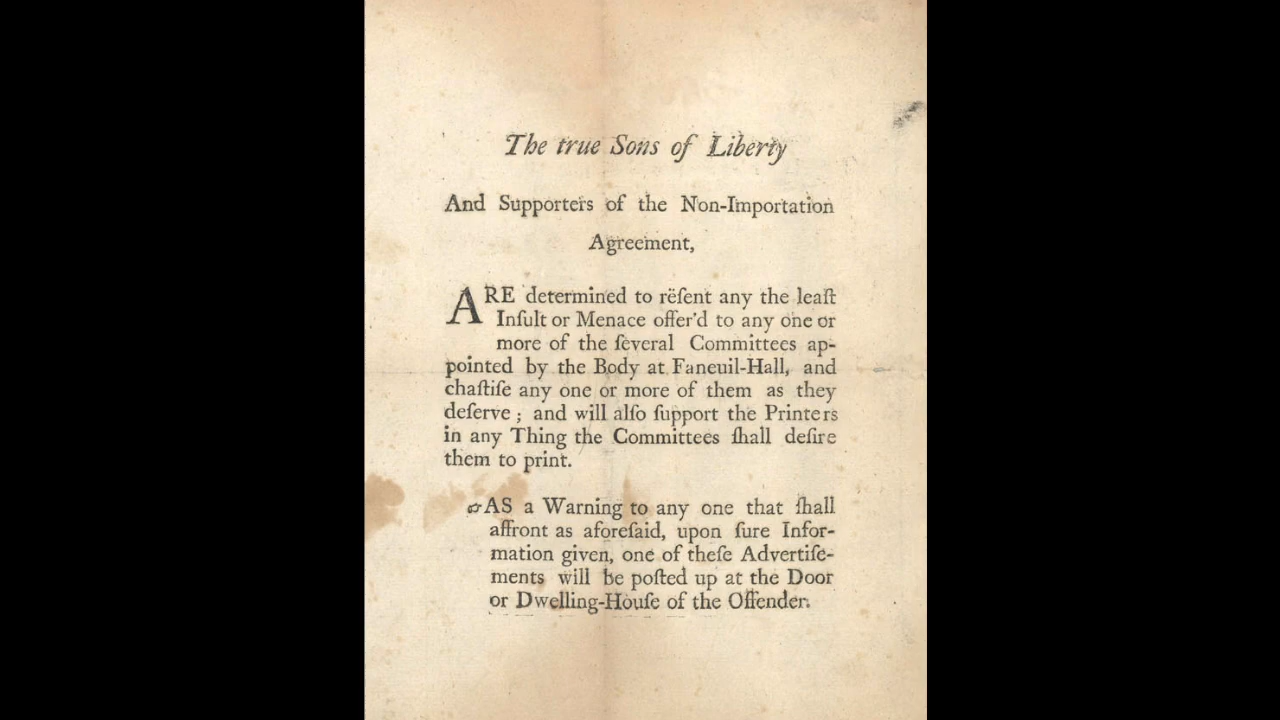 The true Sons of Liberty
And Supporters of the Non-Importation
Agreement,
ARE determined to reſent any the leaſt
Inſult or Menace offer'd to any one or
more of the ſeveral Committees ap-
pointed by the Body at Faneuil-Hall, and
chaſtiſe any one or more of them as they
deſerve; and will alſo ſupport the Printers
in any Thing the Committees ſhall deſire
them to print.
☞AS a Warning to any one that ſhall
affront as aforeſaid, upon ſure Infor-
mation given, one of theſe Advertiſe-
ments will be poſted up at the Door
or Dwelling-Houſe of the Offender.